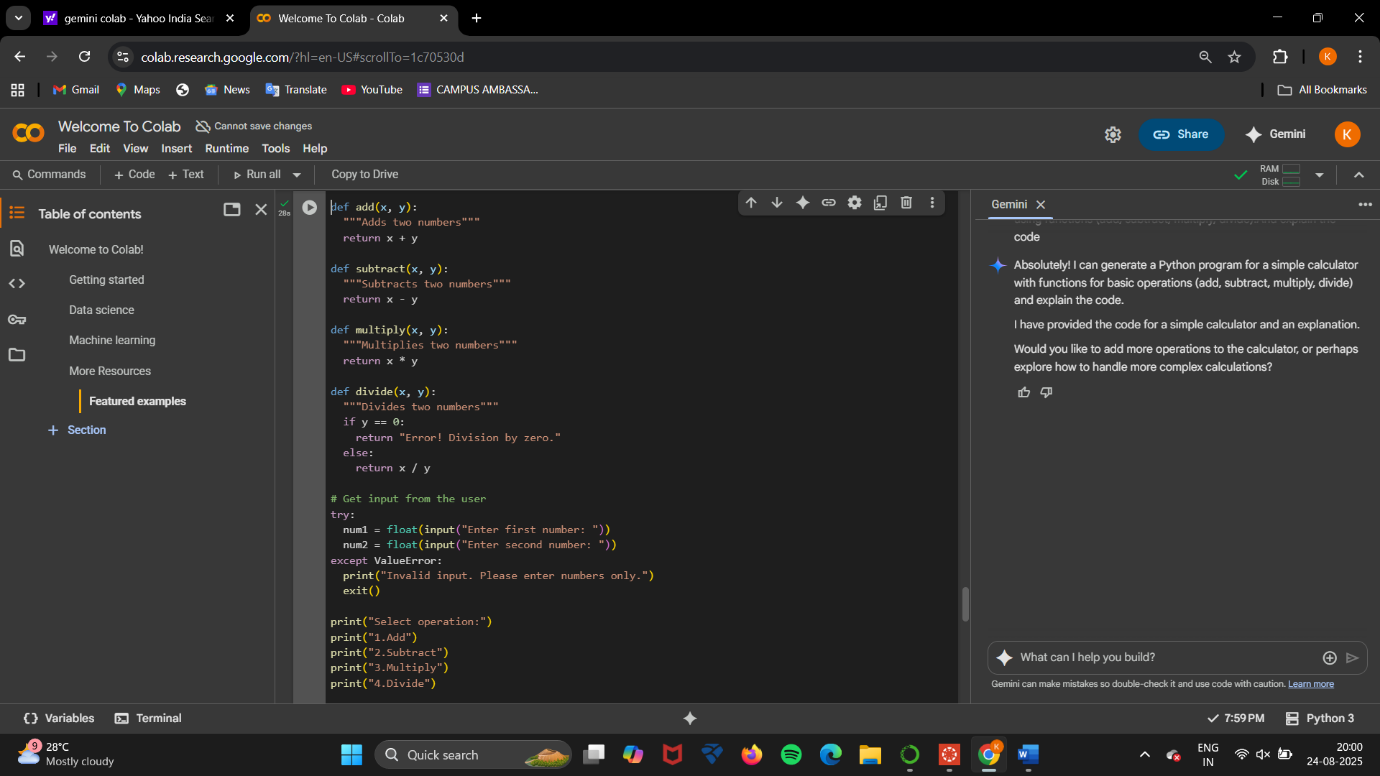 gemini colab - Yahoo India Sea
Welcome To Colab - Colab
colab.research.google.com/?hl=en-US#scrollTo=1c70530d
K
Gmail
Maps
News
Translate
YouTube
CAMPUS AMBASSA...
All Bookmarks
Welcome To Colab
Cannot save changes
Share
Gemini
K
File Edit View Insert Runtime Tools Help
Commands
+ Code
+ Text
Run all
Copy to Drive
RAM
Disk
Table of contents
Welcome to Colab!
Getting started
Data science
Machine learning
More Resources
Featured examples
+ Section
28s
def add(x, y):
"""Adds two numbers"""
return x + y
def subtract(x, y):
"""Subtracts two numbers"""
return x - y
def multiply(x, y):
"""Multiplies two numbers"""
return x * y
def divide(x, y):
"""Divides two numbers"""
if y == 0:
return "Error! Division by zero."
else:
return x / y
# Get input from the user
try:
num1 = float(input("Enter first number: "))
num2 = float(input("Enter second number: "))
except ValueError:
print("Invalid input. Please enter numbers only.")
exit()
print("Select operation:")
print("1.Add")
print("2.Subtract")
print("3.Multiply")
print("4.Divide")
Gemini
code
Absolutely! I can generate a Python program for a simple calculator
with functions for basic operations (add, subtract, multiply, divide)
and explain the code.
I have provided the code for a simple calculator and an explanation.
Would you like to add more operations to the calculator, or perhaps
explore how to handle more complex calculations?
What can I help you build?
Gemini can make mistakes so double-check it and use code with caution. Learn more
Variables
Terminal
7:59 PM
Python 3
9
28°C
Mostly cloudy
Quick search
K
ENG
IN
20:00
24-08-2025